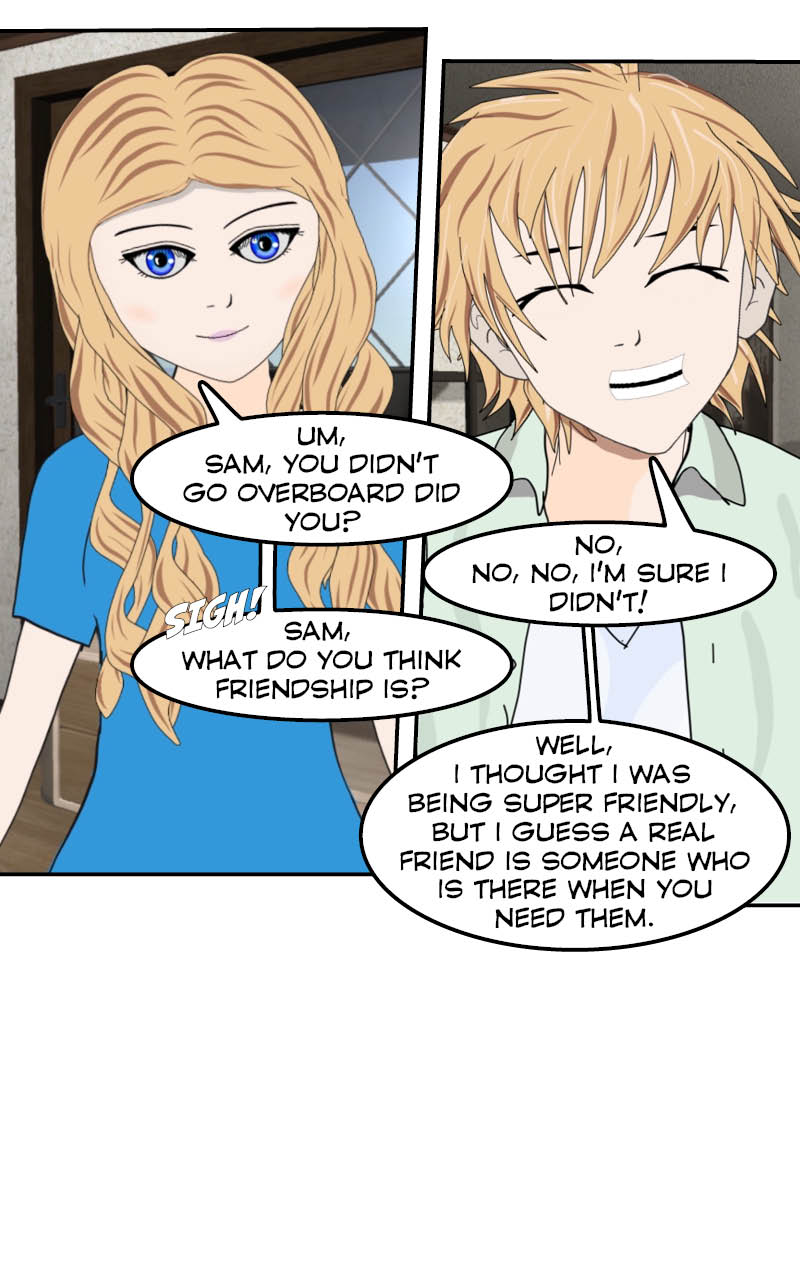 UM,
SAM, YOU DIDN'T
GO OVERBOARD DID
YOU?
NO,
NO, NO, I'M SURE I
DIDN'T!
SIGH!
SAM,
WHAT DO YOU THINK
FRIENDSHIP IS?
WELL,
I THOUGHT I WAS
BEING SUPER FRIENDLY,
BUT I GUESS A REAL
FRIEND IS SOMEONE WHO
IS THERE WHEN YOU
NEED THEM.